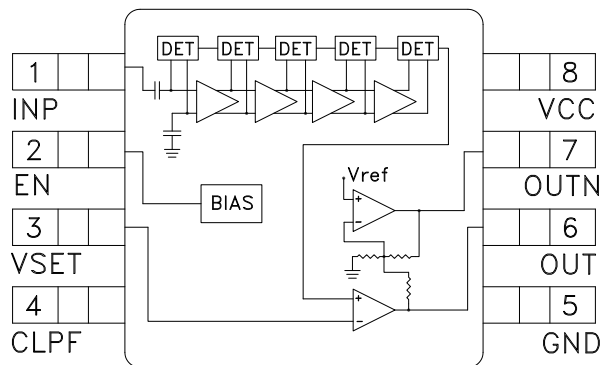 DET DET DET DET DET
1
INP
8
VCC
2
EN
7
OUTN
Vref
+
−
BIAS
3
VSET
6
OUT
4
CLPF
+
−
5
GND